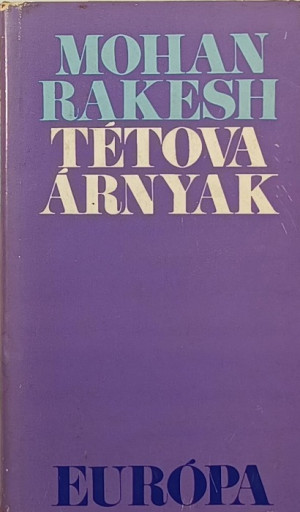 MOHAN
RAKESH
TÉTOVA
ÁRNYAK
EURÓPA